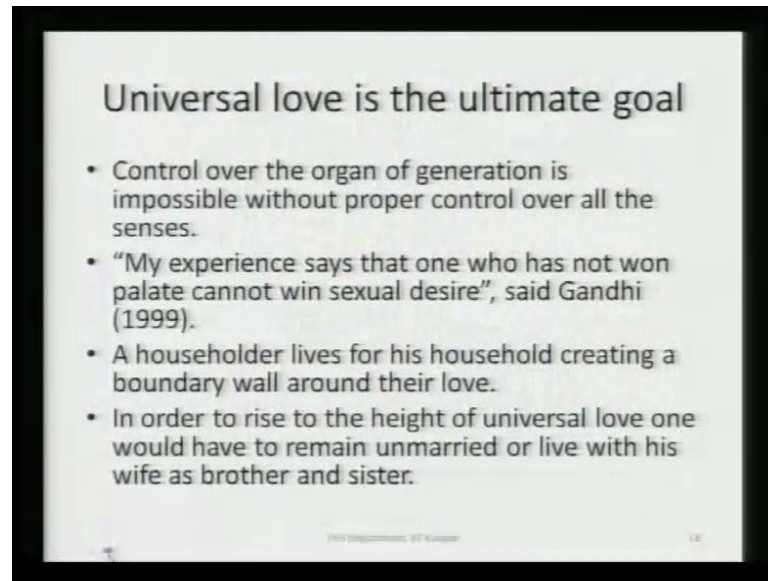 Universal love is the ultimate goal
• Control over the organ of generation is
impossible without proper control over all the
senses.
• “My experience says that one who has not won
palate cannot win sexual desire”, said Gandhi
(1999).
• A householder lives for his household creating a
boundary wall around their love.
• In order to rise to the height of universal love one
would have to remain unmarried or live with his
wife as brother and sister.